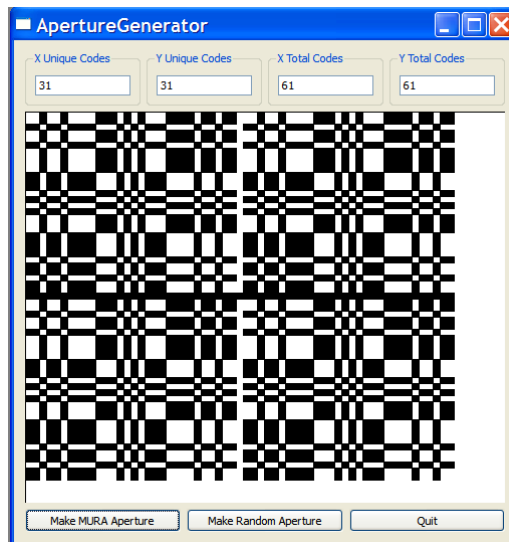 ApertureGenerator
X Unique Codes Y Unique Codes X Total Codes Y Total Codes
31 31 61 61
Make MURA Aperture Make Random Aperture Quit